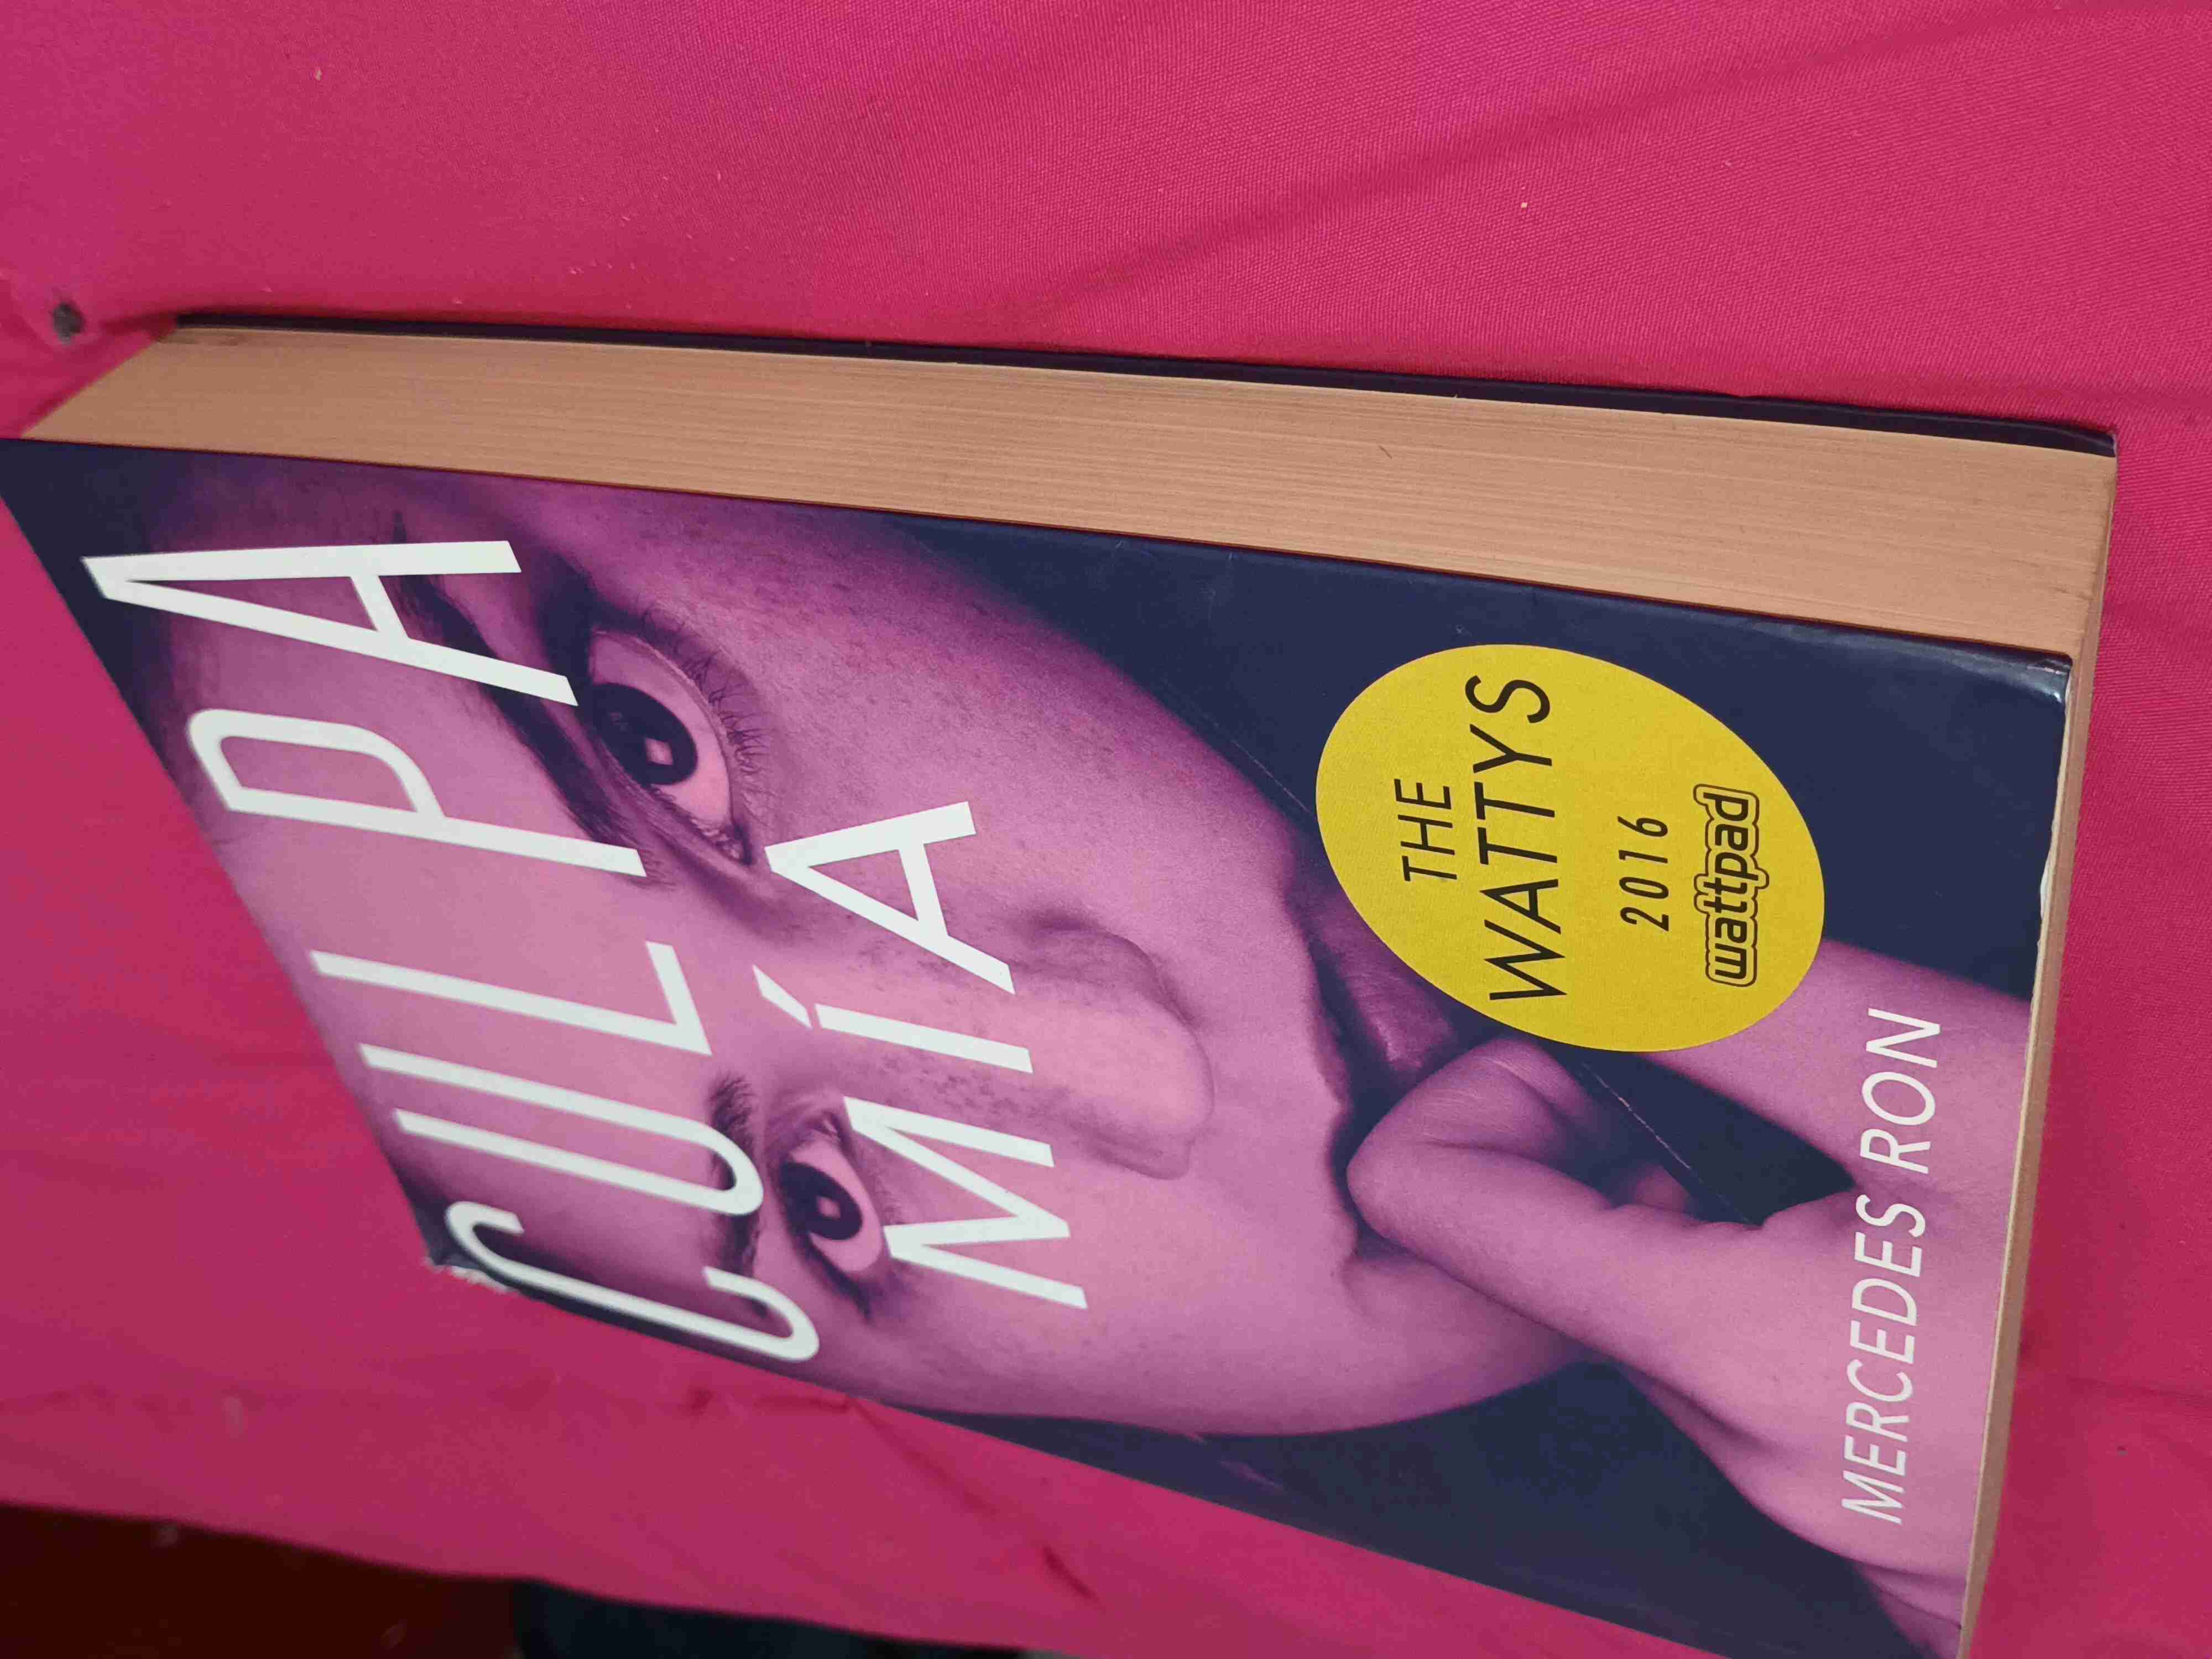 CULPA
MÍA
THE
WATTYS
2016
wattpad
MERCEDES RON